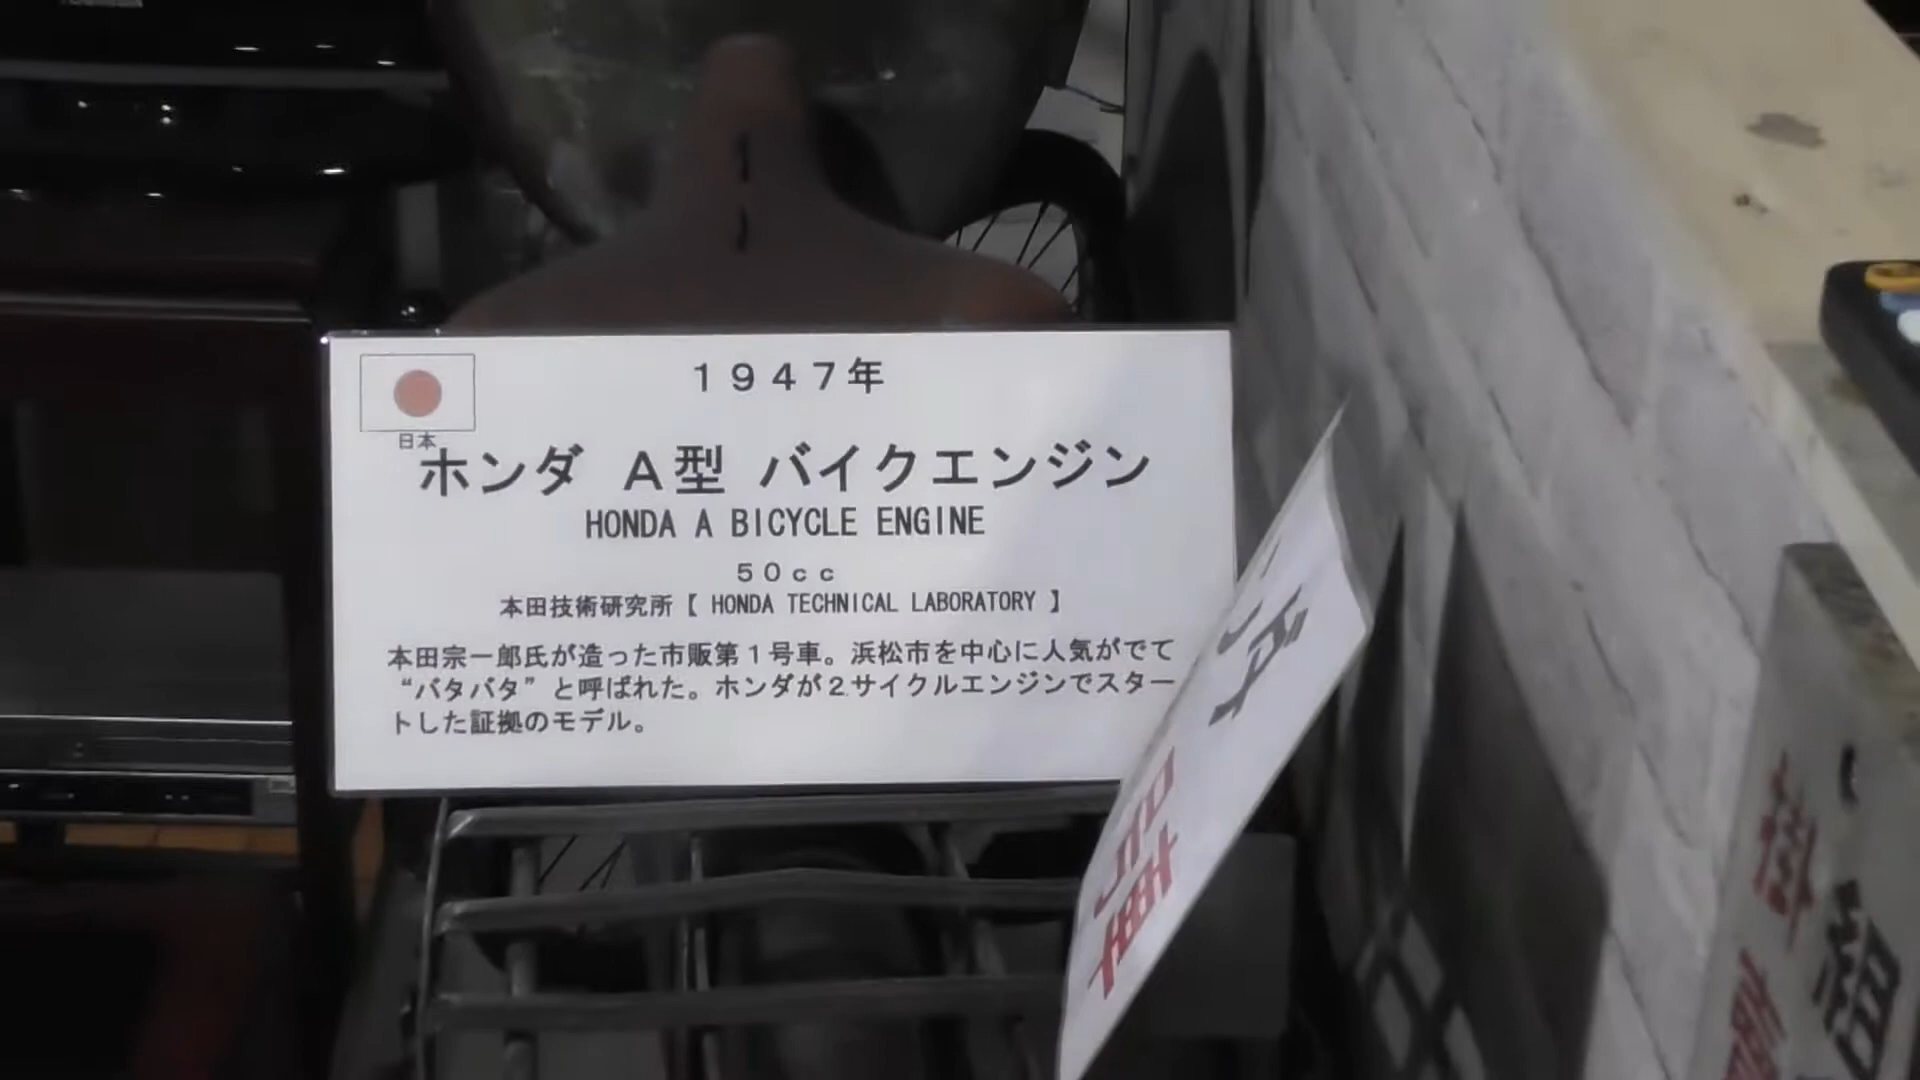 1947年
日本
ホンダ A型 バイクエンジン
HONDA A BICYCLE ENGINE
50cc
本田技術研究所【 HONDA TECHNICAL LABORATORY 】
本田宗一郎氏が造った市販第1号車。浜松市を中心に人気がでて
“バタバタ”と呼ばれた。ホンダが2サイクルエンジンでスター
トした証拠のモデル。